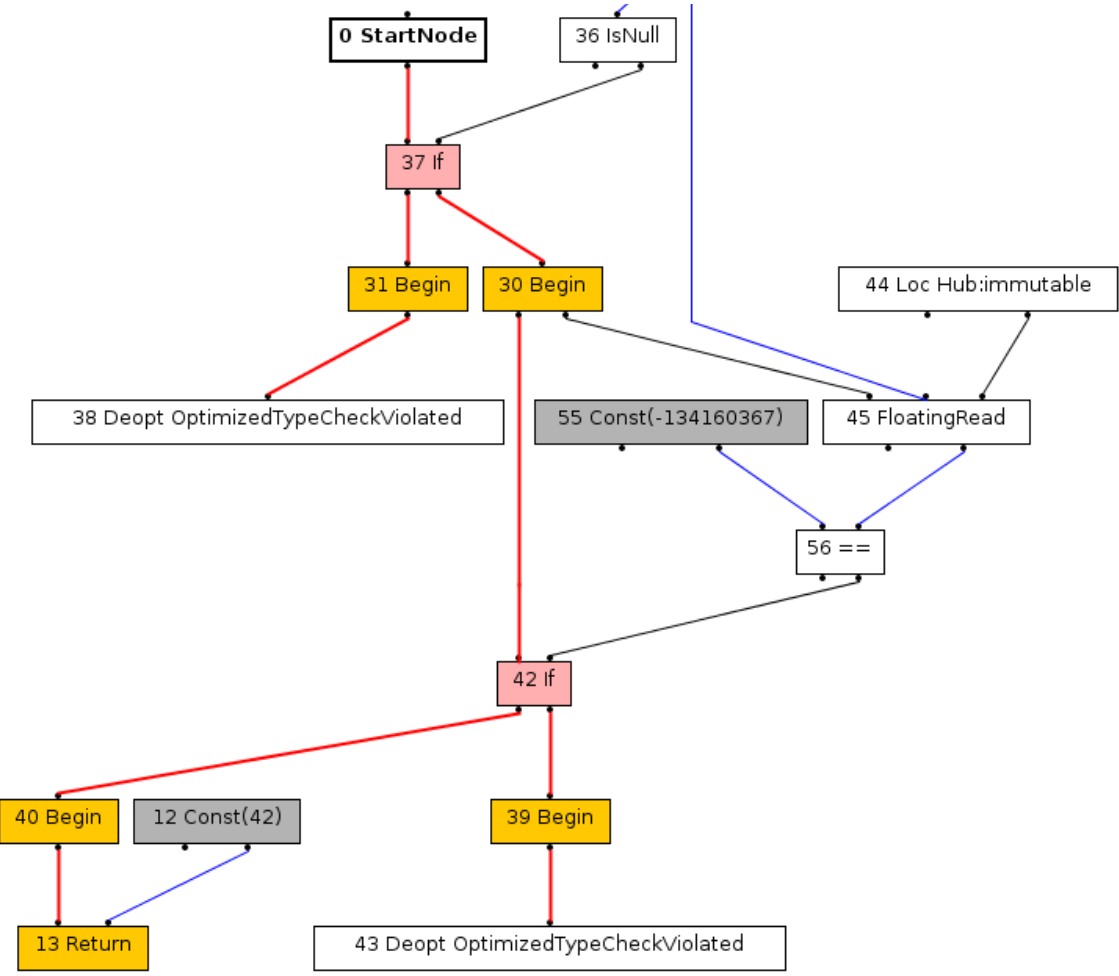 0 StartNode
36 IsNull
37 If
31 Begin
30 Begin
44 Loc Hub:immutable
38 Deopt OptimizedTypeCheckViolated
55 Const(-134160367)
45 FloatingRead
56 ==
42 If
40 Begin
12 Const(42)
39 Begin
13 Return
43 Deopt OptimizedTypeCheckViolated